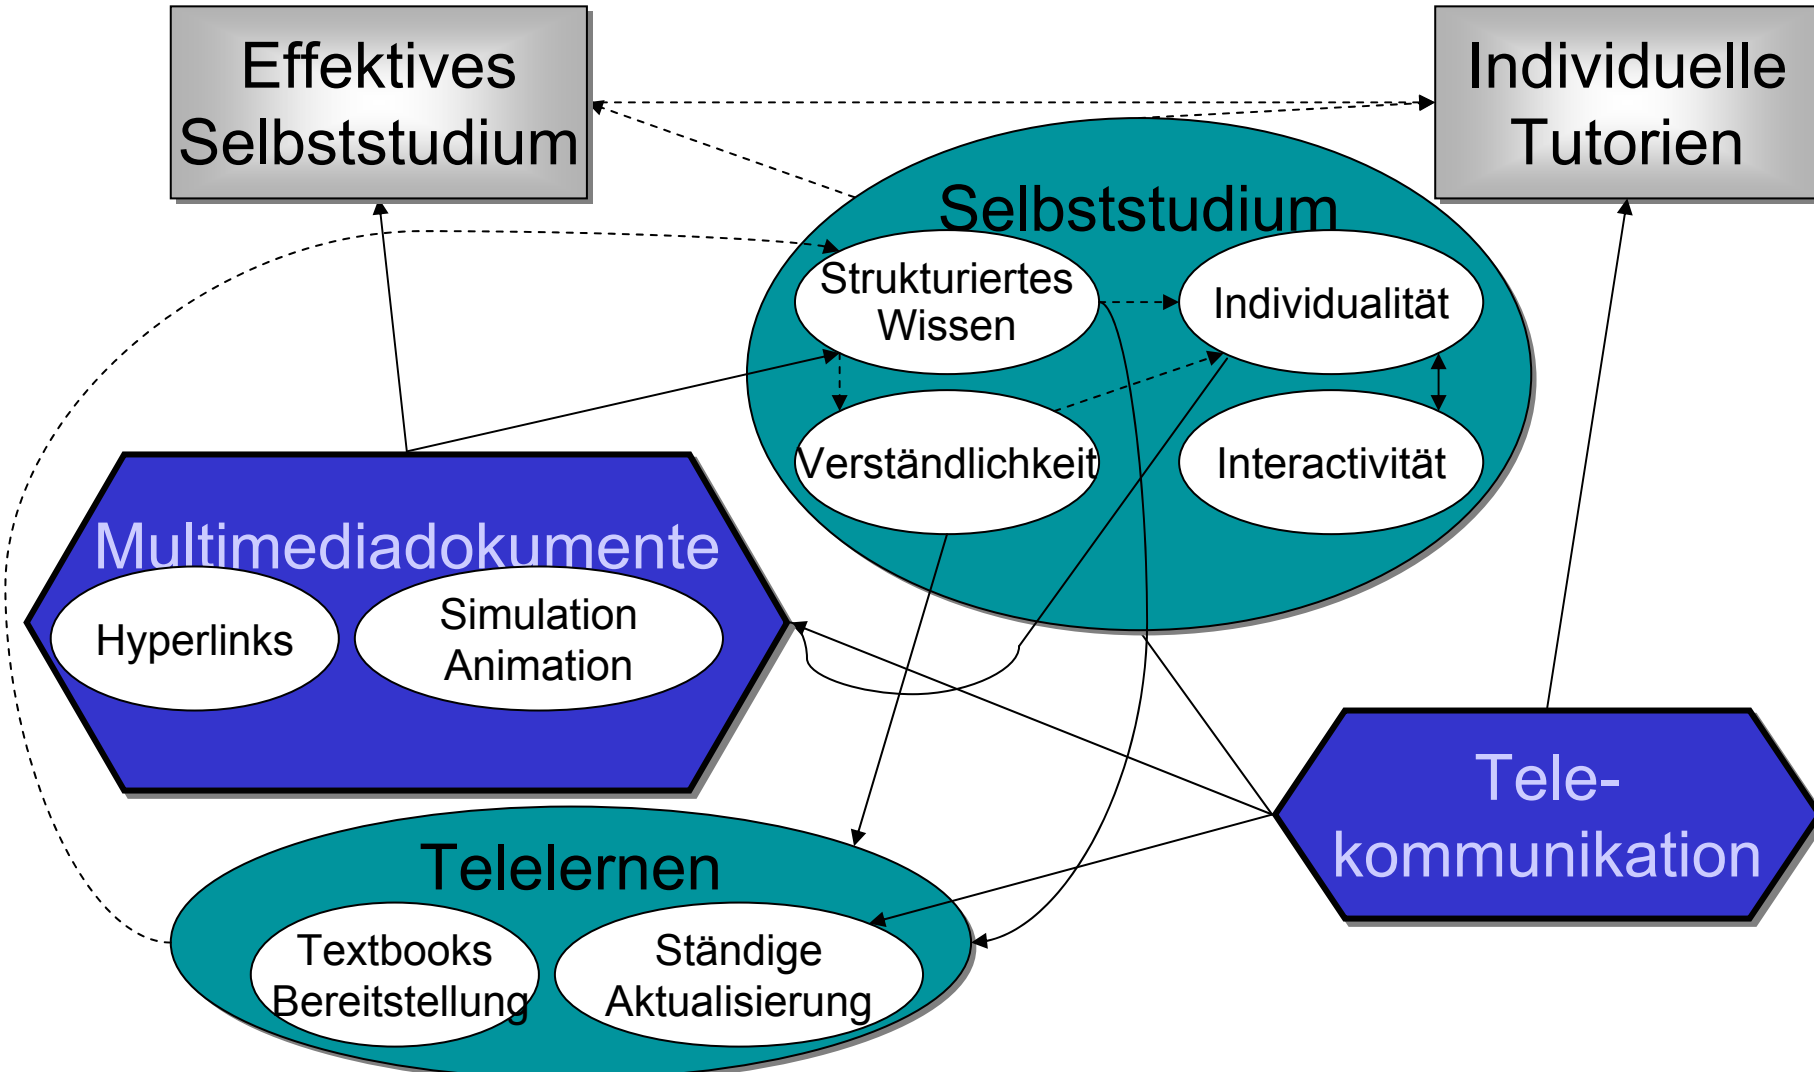 Effektives
Selbststudium
Individuelle
Tutorien
Selbststudium
Strukturiertes
Wissen
Individualität
Verständlichkeit
Interactivität
Multimediadokumente
Hyperlinks
Simulation
Animation
Tele-
kommunikation
Telelernen
Textbooks
Bereitstellung
Ständige
Aktualisierung